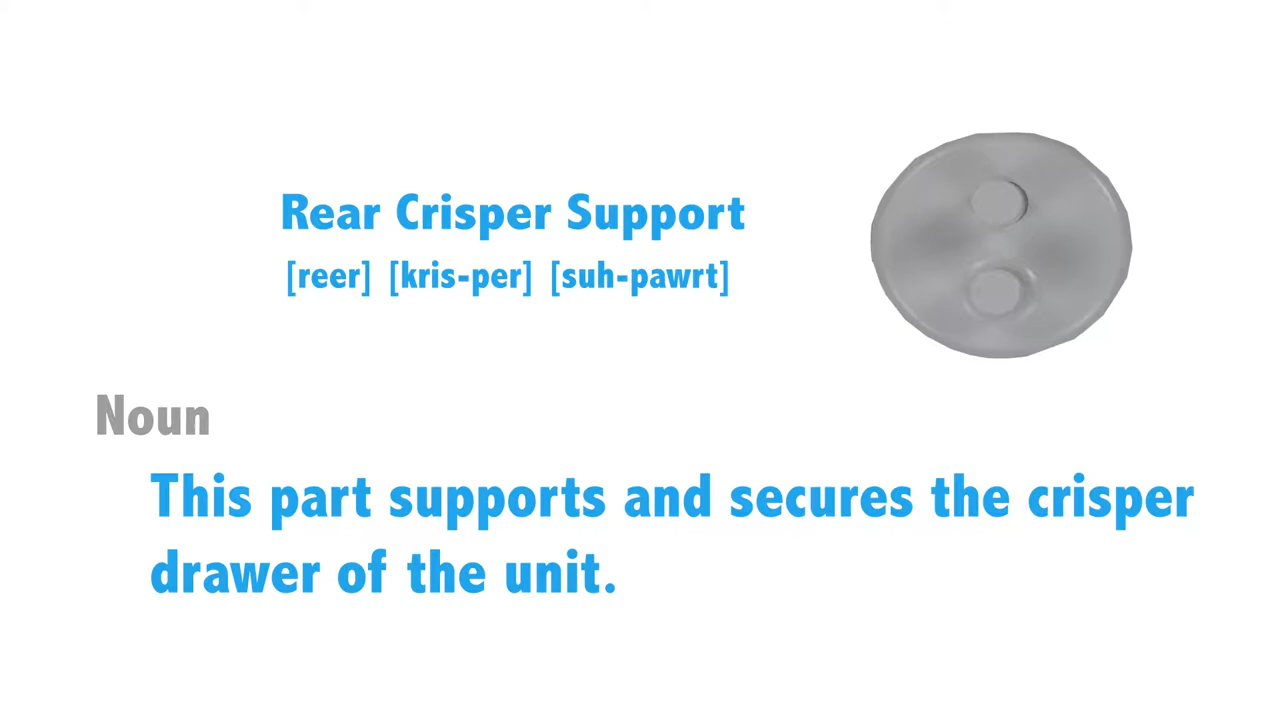 Rear Crisper Support
[reer] [kris-per] [suh-pawrt]
Noun
This part supports and secures the crisper
drawer of the unit.